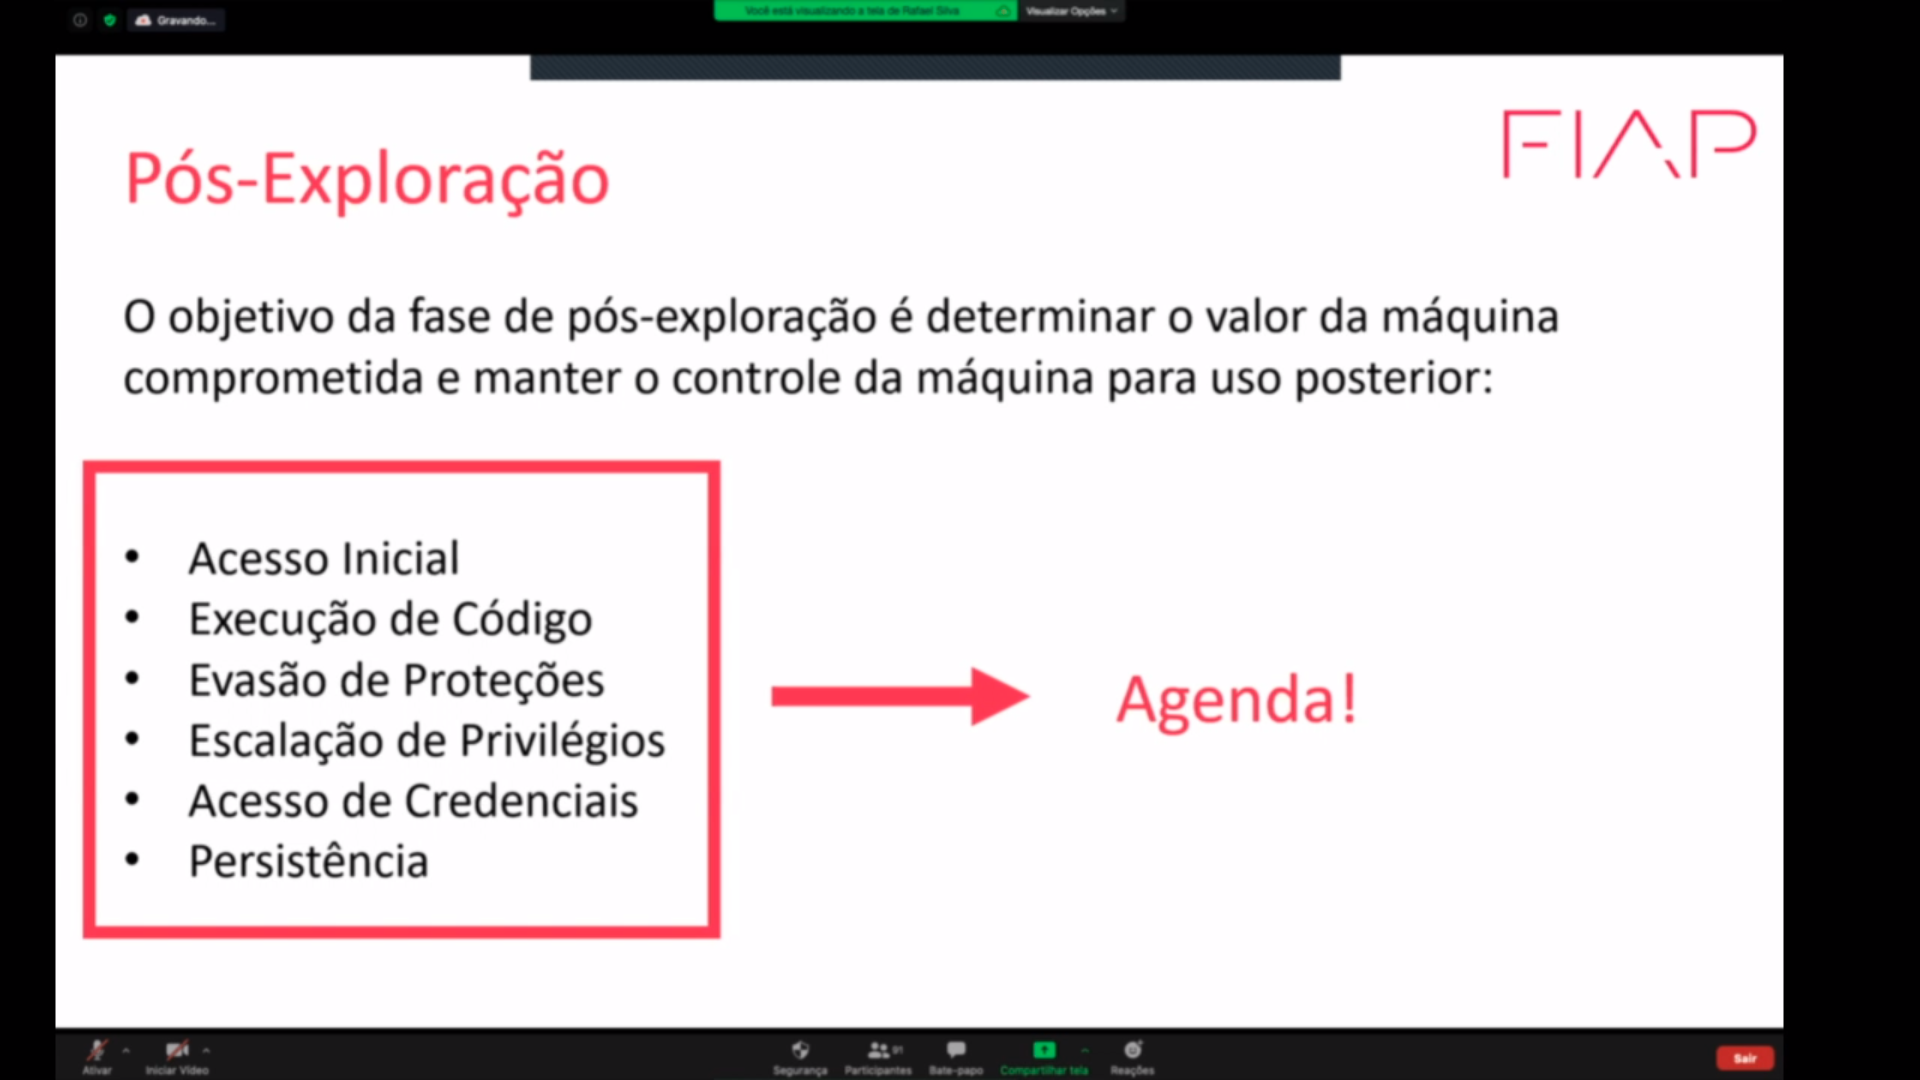 Gravando...
Você está visualizando a tela de Rafael Silva
Visualizar Opções
FIAP
Pós-Exploração
O objetivo da fase de pós-exploração é determinar o valor da máquina
comprometida e manter o controle da máquina para uso posterior:
• Acesso Inicial
• Execução de Código
• Evasão de Proteções
• Escalação de Privilégios
• Acesso de Credenciais
• Persistência
Agenda!
Ativar
Iniciar Vídeo
Segurança
91
Participantes
Bate-papo
Compartilhar tela
Reações
Sair